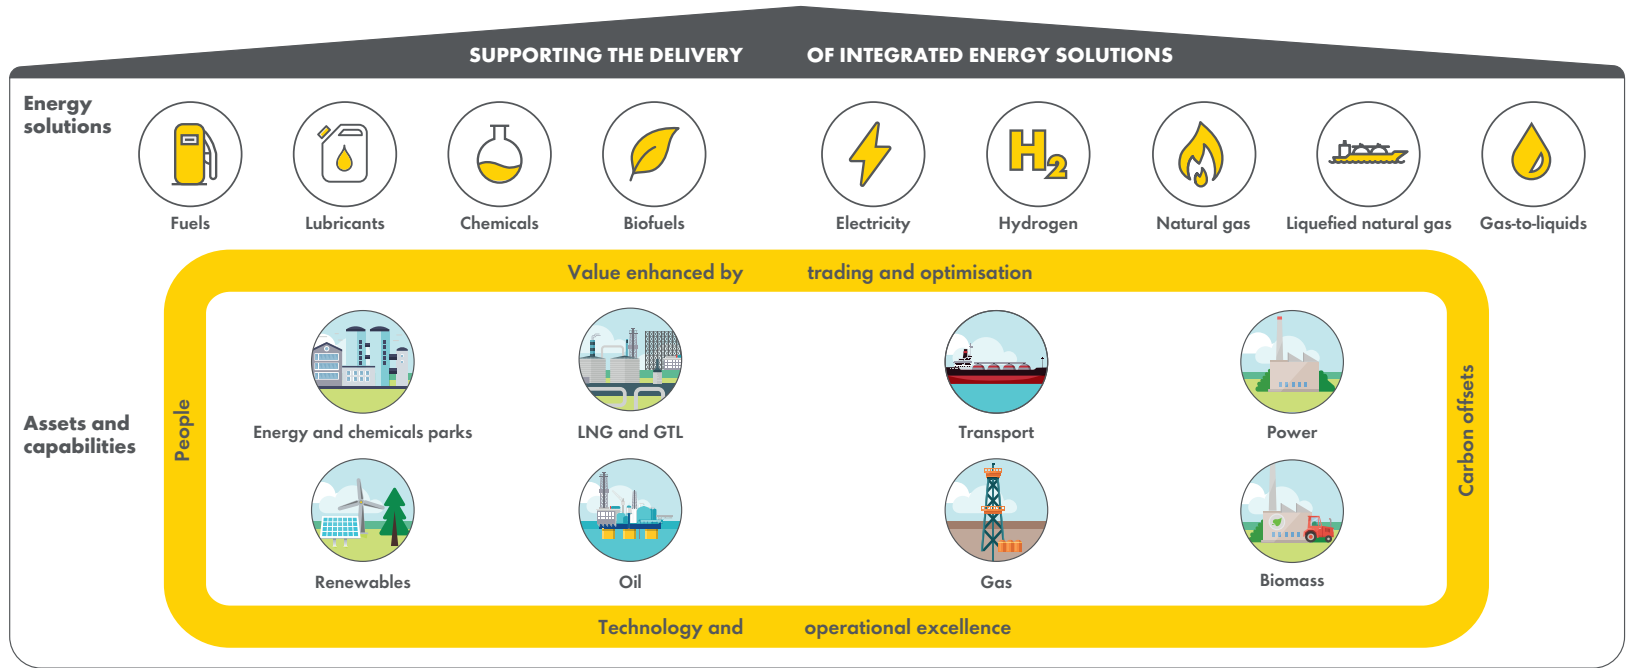 SUPPORTING THE DELIVERY OF INTEGRATED ENERGY SOLUTIONS
Energy
solutions
Fuels
Lubricants
Chemicals
Biofuels
Electricity
H2
Hydrogen
Natural gas
Liquefied natural gas
Gas-to-liquids
Value enhanced by trading and optimisation
Assets and
capabilities
People
Energy and chemicals parks
LNG and GTL
Transport
Power
Renewables
Oil
Gas
Biomass
Carbon offsets
Technology and operational excellence